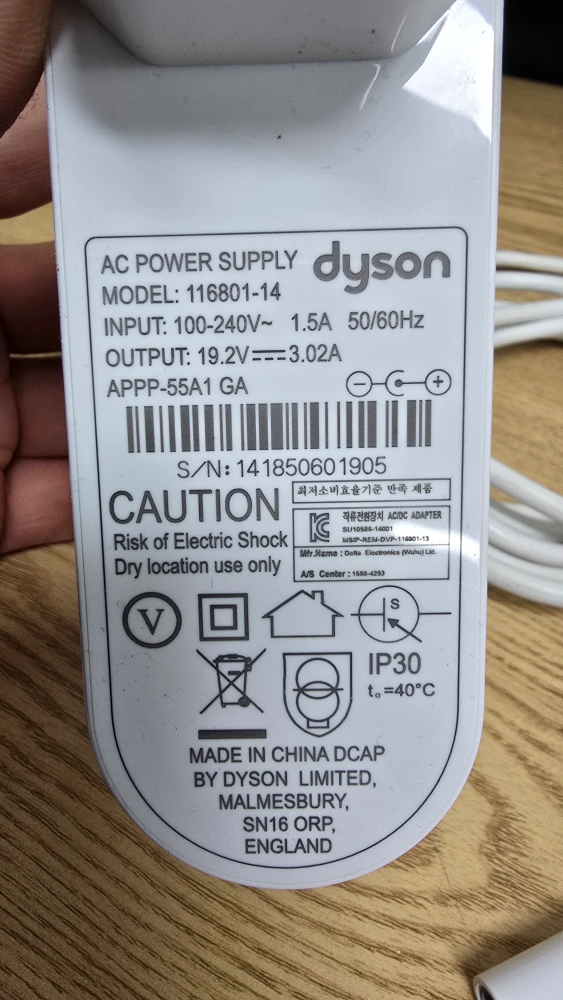 AC POWER SUPPLY dyson
MODEL: 116801-14
INPUT: 100-240V~ 1.5A 50/60Hz
OUTPUT: 19.2V⎓3.02A
APPP-55A1 GA
S/N: 141850601905
CAUTION
Risk of Electric Shock
Dry location use only
최저소비효율기준 만족 제품
직류전원장치 AC/DC ADAPTER
SU10586-14001
MSIP-REM-DVP-116801-13
Mfr.Name : Delta Electronics (Wuhu) Ltd.
A/S Center : 1588-4253
V
S
IP30
tₐ=40°C
MADE IN CHINA DCAP
BY DYSON LIMITED,
MALMESBURY,
SN16 ORP,
ENGLAND